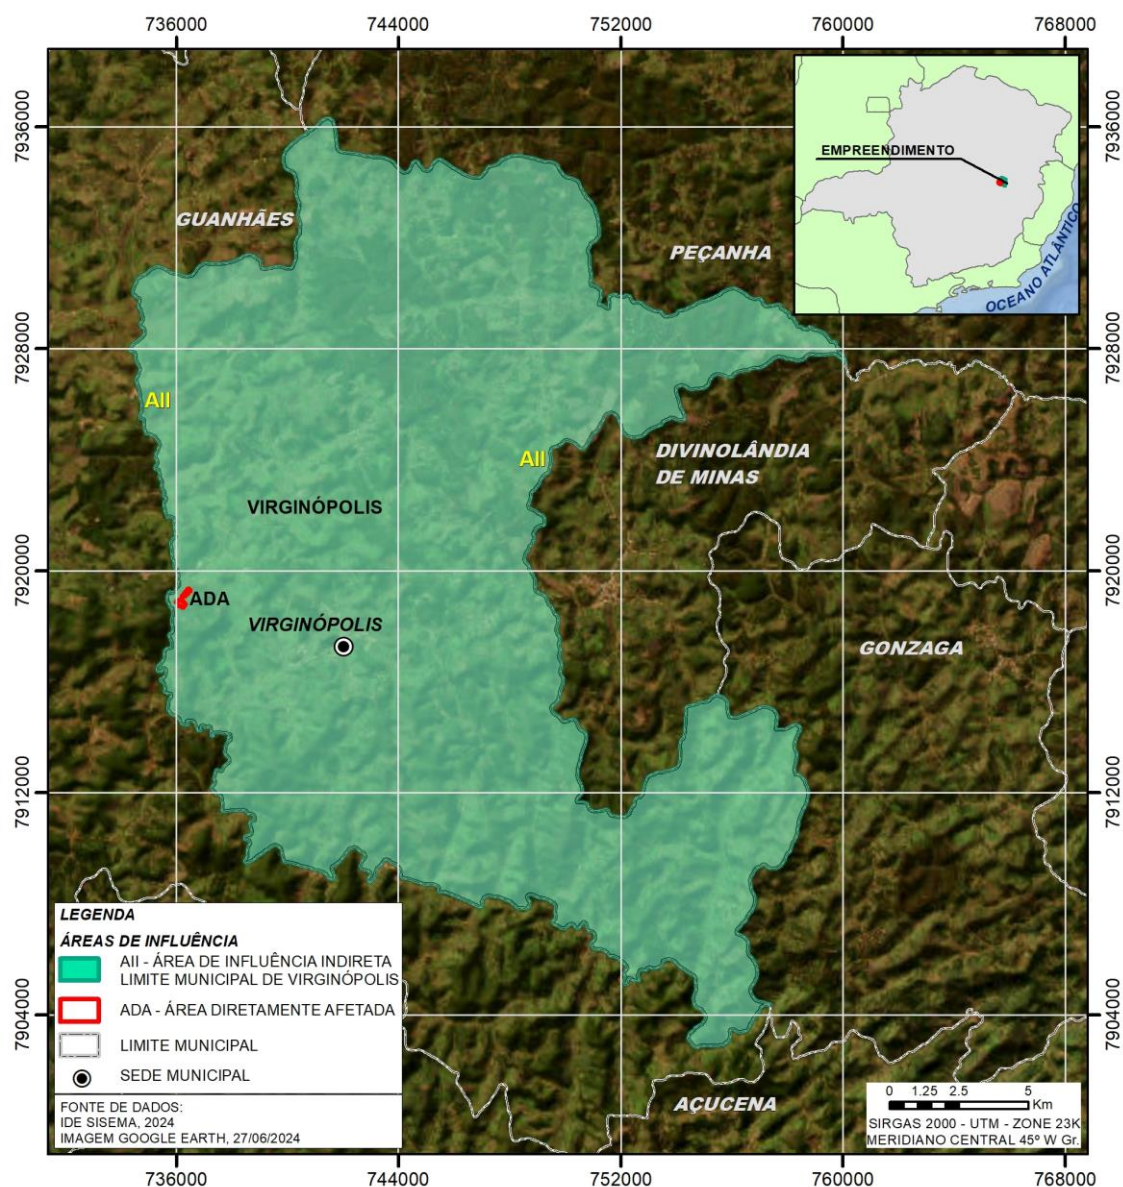 736000
744000
752000
760000
768000
7936000
7936000
EMPREENDIMENTO
OCEANO ATLÂNTICO
GUANHÃES
PEÇANHA
7928000
7928000
AII
AII
DIVINOLÂNDIA
DE MINAS
VIRGINÓPOLIS
7920000
7920000
ADA
VIRGINÓPOLIS
GONZAGA
7912000
7912000
LEGENDA
ÁREAS DE INFLUÊNCIA
AII - ÁREA DE INFLUÊNCIA INDIRETA
LIMITE MUNICIPAL DE VIRGINÓPOLIS
ADA - ÁREA DIRETAMENTE AFETADA
LIMITE MUNICIPAL
SEDE MUNICIPAL
FONTE DE DADOS:
IDE SISEMA, 2024
IMAGEM GOOGLE EARTH, 27/06/2024
7904000
7904000
AÇUCENA
0 1.25 2.5 5
Km
SIRGAS 2000 - UTM - ZONE 23K
MERIDIANO CENTRAL 45º W Gr.
736000
744000
752000
760000
768000